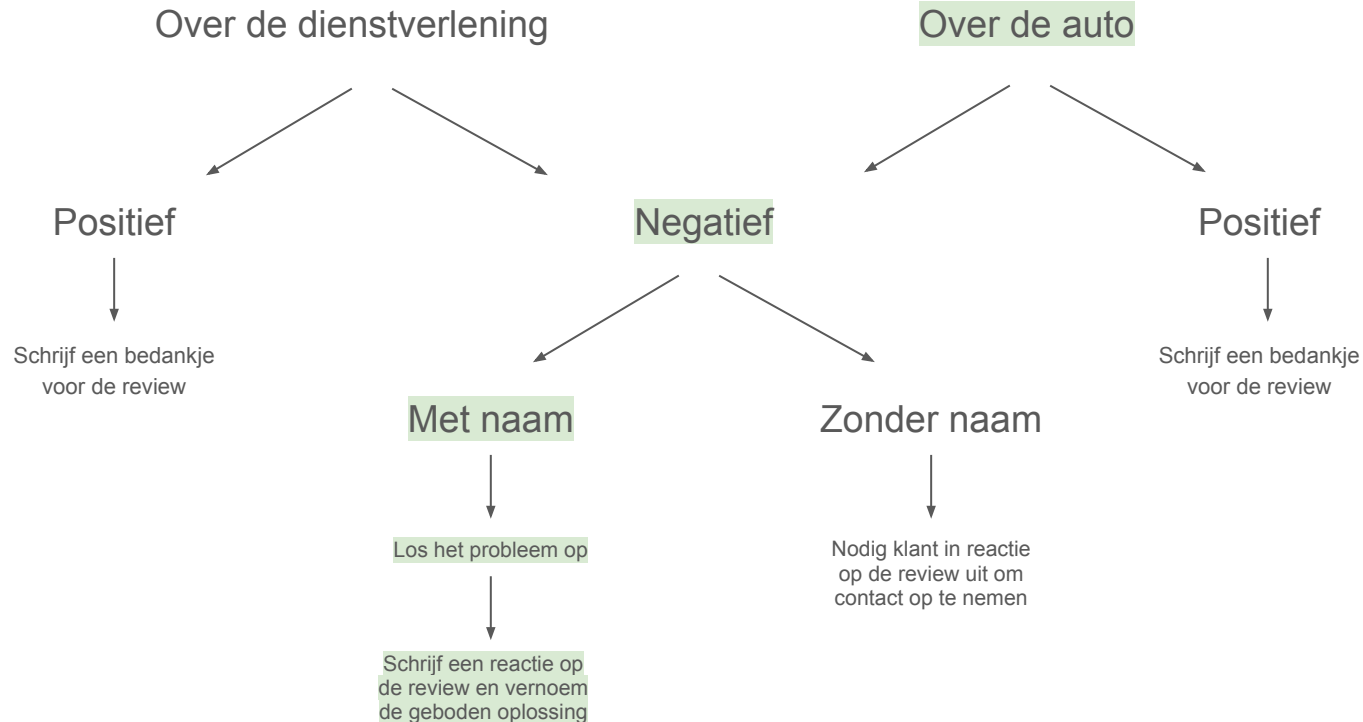 Over de dienstverlening
Over de auto
Positief
Negatief
Positief
Schrijf een bedankje
voor de review
Schrijf een bedankje
voor de review
Met naam
Zonder naam
Los het probleem op
Nodig klant in reactie
op de review uit om
contact op te nemen
Schrijf een reactie op
de review en vernoem
de geboden oplossing